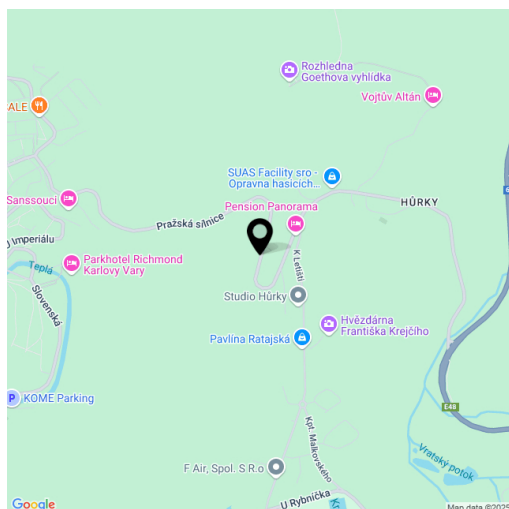 Rozhledna
Goethova vyhlídka
Vojtův Altán
ALE
SUAS Facility sro -
Opravna hasicích...
Sanssouci
HŮRKY
Pension Panorama
Pražská silnice
U Imperiálu
Parkhotel Richmond
Karlovy Vary
Teplá
K Letišti
Slovenská
Studio Hůrky
Hvězdárna
Františka Krejčího
Pavlína Ratajská
P
KOME Parking
E48
Kpt. Malkovského
Vratský potok
F Air, Spol. S R.o
U Rybníčka
Google
Map data ©2025